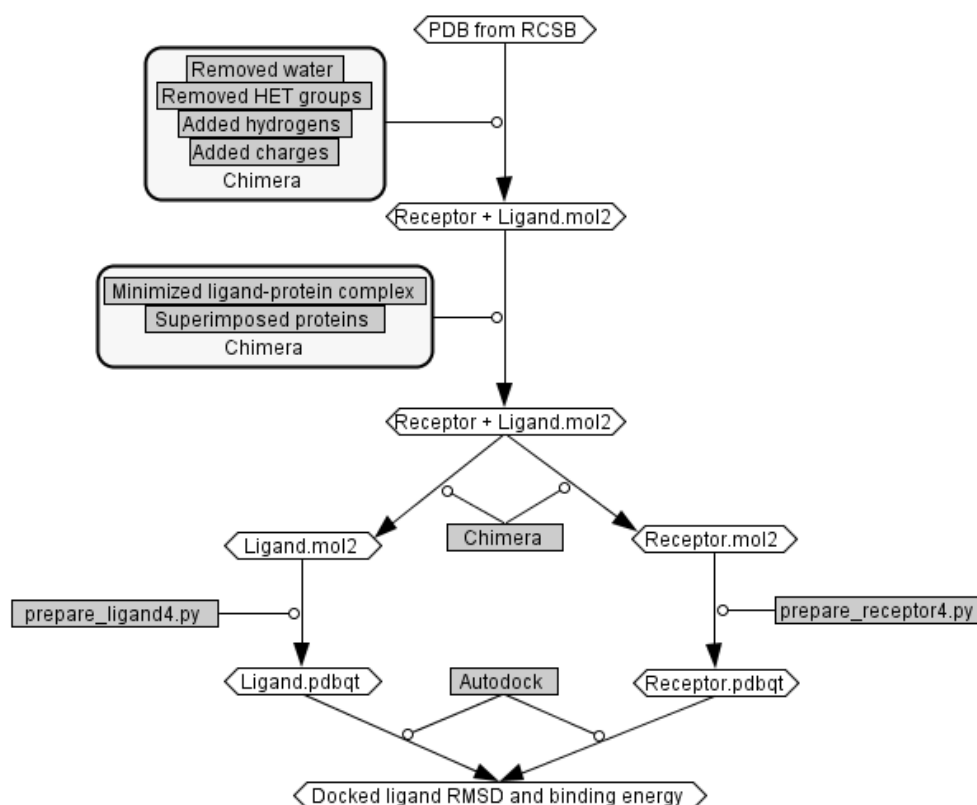 PDB from RCSB
Removed water
Removed HET groups
Added hydrogens
Added charges
Chimera
Receptor + Ligand.mol2
Minimized ligand-protein complex
Superimposed proteins
Chimera
Receptor + Ligand.mol2
Chimera
Ligand.mol2
Receptor.mol2
prepare_ligand4.py
prepare_receptor4.py
Ligand.pdbqt
Autodock
Receptor.pdbqt
Docked ligand RMSD and binding energy